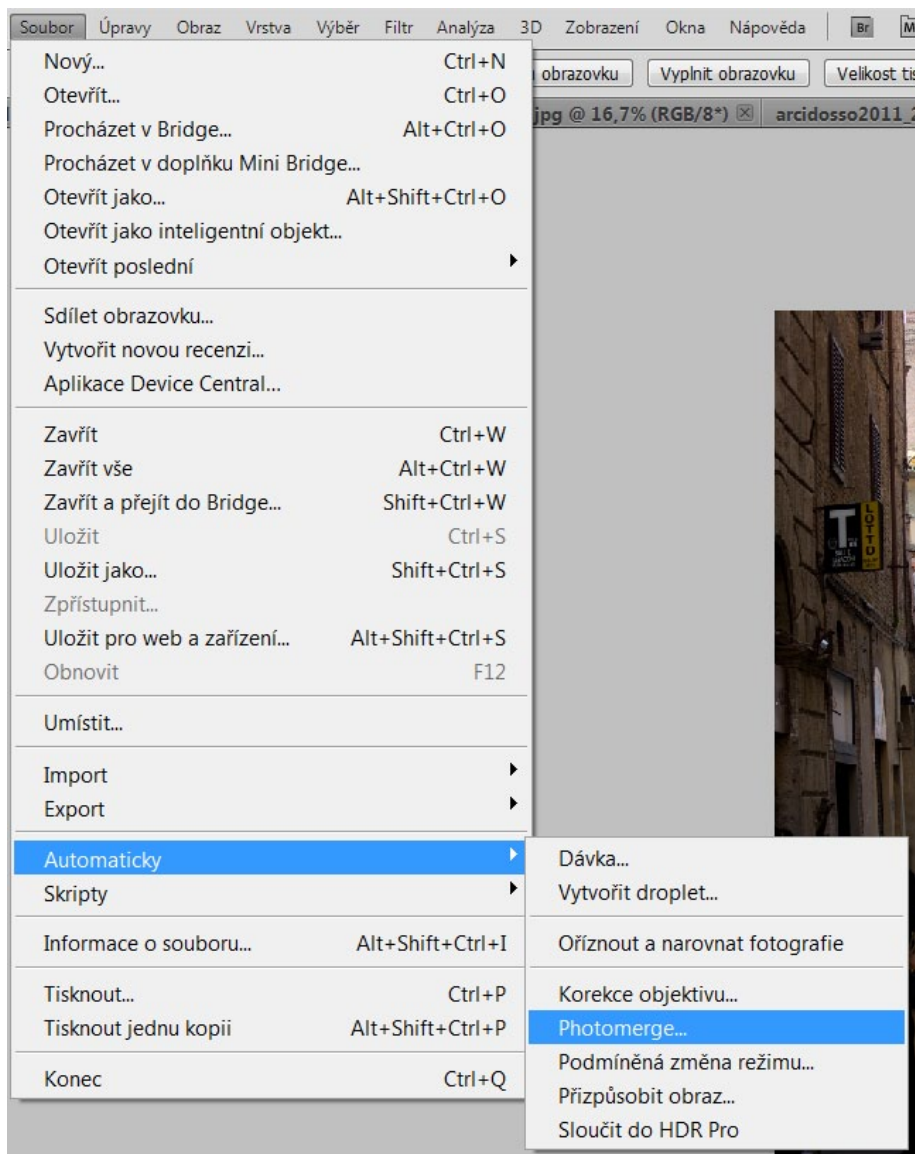 Soubor Úpravy Obraz Vrstva Výběr Filtr Analýza 3D Zobrazení Okna Nápověda Br
obrazovku Vyplnit obrazovku Velikost tis
jpg @ 16,7% (RGB/8*) arcidosso2011_2
Nový... Ctrl+N
Otevřít... Ctrl+O
Procházet v Bridge... Alt+Ctrl+O
Procházet v doplňku Mini Bridge...
Otevřít jako... Alt+Shift+Ctrl+O
Otevřít jako inteligentní objekt...
Otevřít poslední
Sdílet obrazovku...
Vytvořit novou recenzi...
Aplikace Device Central...
Zavřít Ctrl+W
Zavřít vše Alt+Ctrl+W
Zavřít a přejít do Bridge... Shift+Ctrl+W
Uložit Ctrl+S
Uložit jako... Shift+Ctrl+S
Zpřístupnit...
Uložit pro web a zařízení... Alt+Shift+Ctrl+S
Obnovit F12
Umístit...
Import
Export
Automaticky
Skripty
Informace o souboru... Alt+Shift+Ctrl+I
Tisknout... Ctrl+P
Tisknout jednu kopii Alt+Shift+Ctrl+P
Konec Ctrl+Q
Dávka...
Vytvořit droplet...
Oříznout a narovnat fotografie
Korekce objektivu...
Photomerge...
Podmíněná změna režimu...
Přizpůsobit obraz...
Sloučit do HDR Pro
T
LOTTO